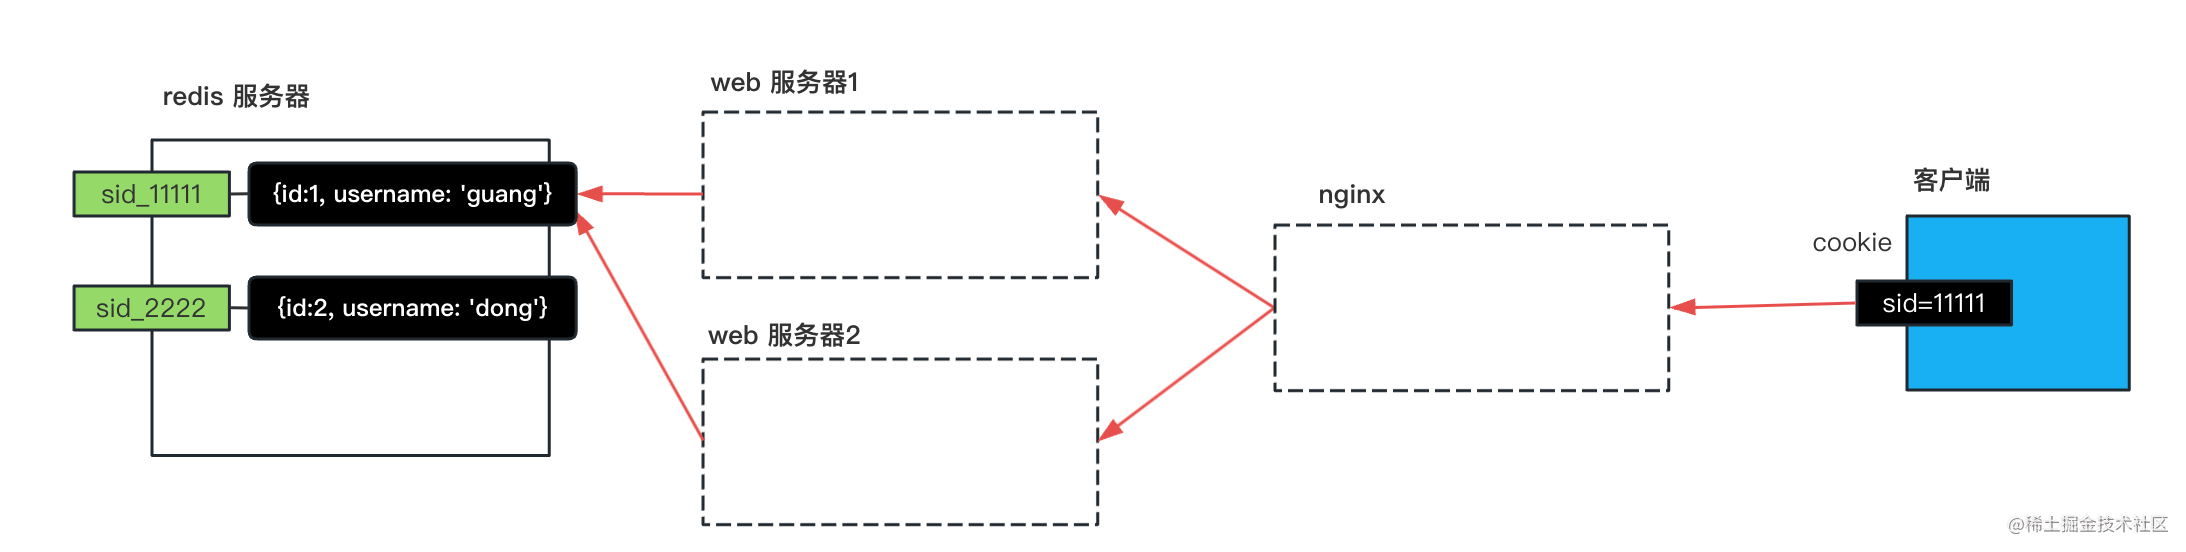 redis 服务器
sid_11111
{id:1, username: 'guang'}
sid_2222
{id:2, username: 'dong'}
web 服务器1
web 服务器2
nginx
客户端
cookie
sid=11111
@稀土掘金技术社区